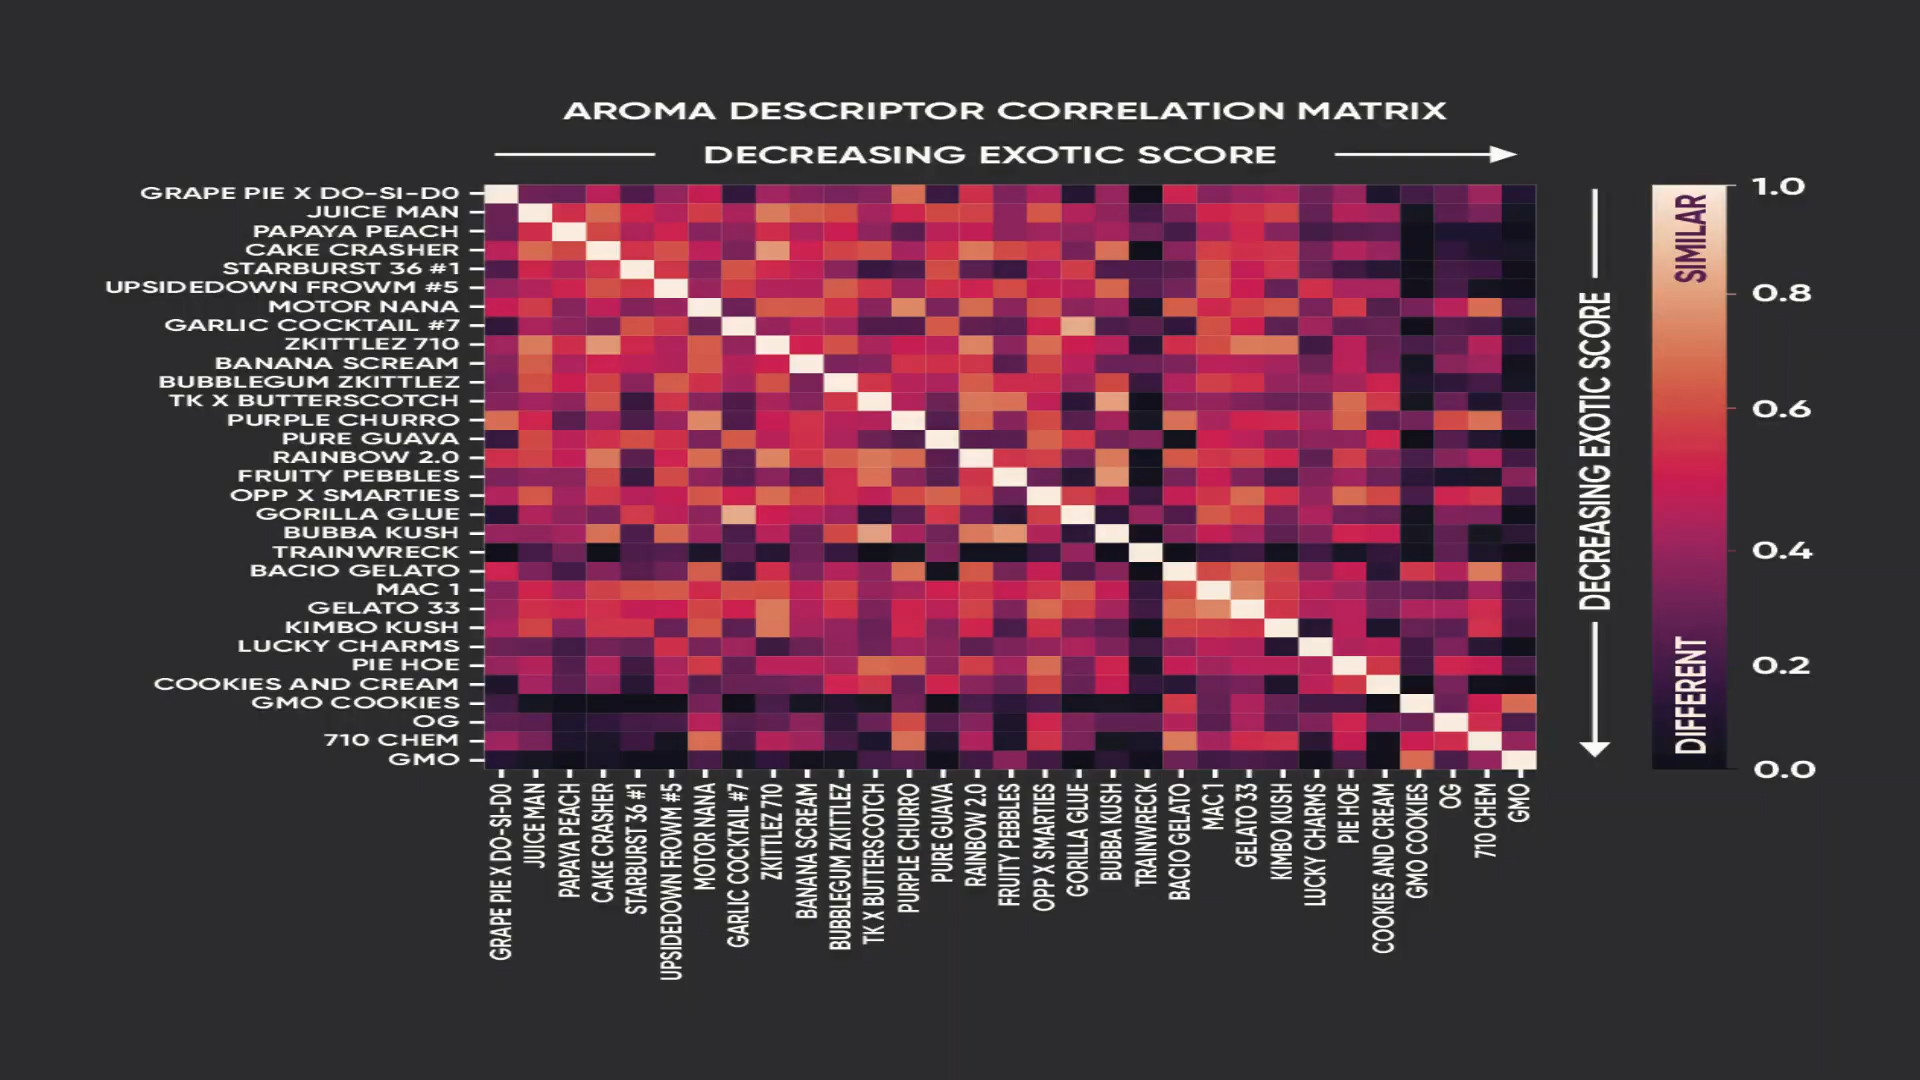 AROMA DESCRIPTOR CORRELATION MATRIX
DECREASING EXOTIC SCORE
GRAPE PIE X DO-SI-D0
JUICE MAN
PAPAYA PEACH
CAKE CRASHER
STARBURST 36 #1
UPSIDEDOWN FROWM #5
MOTOR NANA
GARLIC COCKTAIL #7
ZKITTLEZ 710
BANANA SCREAM
BUBBLEGUM ZKITTLEZ
TK X BUTTERSCOTCH
PURPLE CHURRO
PURE GUAVA
RAINBOW 2.0
FRUITY PEBBLES
OPP X SMARTIES
GORILLA GLUE
BUBBA KUSH
TRAINWRECK
BACIO GELATO
MAC 1
GELATO 33
KIMBO KUSH
LUCKY CHARMS
PIE HOE
COOKIES AND CREAM
GMO COOKIES
OG
710 CHEM
GMO
GRAPE PIE X DO-SI-D0
JUICE MAN
PAPAYA PEACH
CAKE CRASHER
STARBURST 36 #1
UPSIDEDOWN FROWM #5
MOTOR NANA
GARLIC COCKTAIL #7
ZKITTLEZ 710
BANANA SCREAM
BUBBLEGUM ZKITTLEZ
TK X BUTTERSCOTCH
PURPLE CHURRO
PURE GUAVA
RAINBOW 2.0
FRUITY PEBBLES
OPP X SMARTIES
GORILLA GLUE
BUBBA KUSH
TRAINWRECK
BACIO GELATO
MAC 1
GELATO 33
KIMBO KUSH
LUCKY CHARMS
PIE HOE
COOKIES AND CREAM
GMO COOKIES
OG
710 CHEM
GMO
DECREASING EXOTIC SCORE
SIMILAR
DIFFERENT
1.0
0.8
0.6
0.4
0.2
0.0